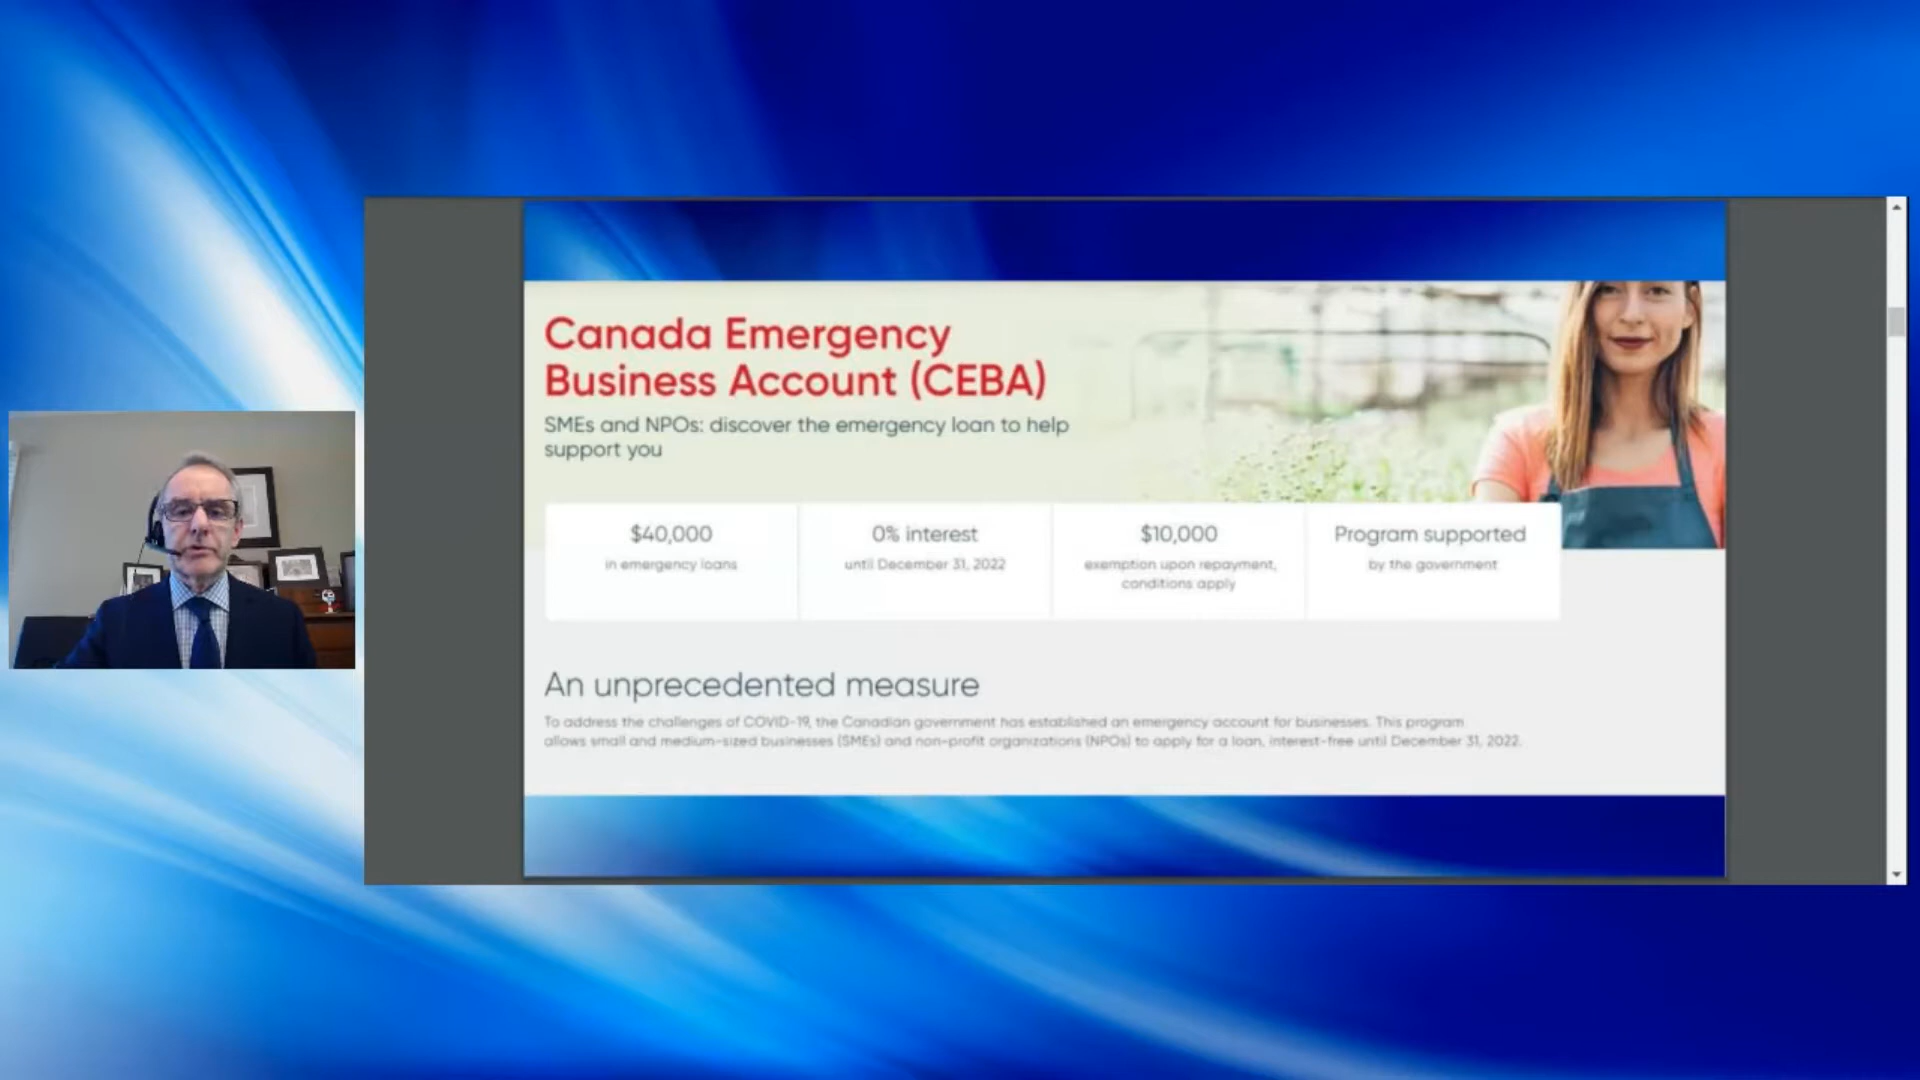 Canada Emergency
Business Account (CEBA)
SMEs and NPOs: discover the emergency loan to help
support you
$40,000
in emergency loans
0% interest
until December 31, 2022
$10,000
exemption upon repayment,
conditions apply
Program supported
by the government
An unprecedented measure
To address the challenges of COVID-19, the Canadian government has established an emergency account for businesses. This program
allows small and medium-sized businesses (SMEs) and non-profit organizations (NPOs) to apply for a loan, interest-free until December 31, 2022.